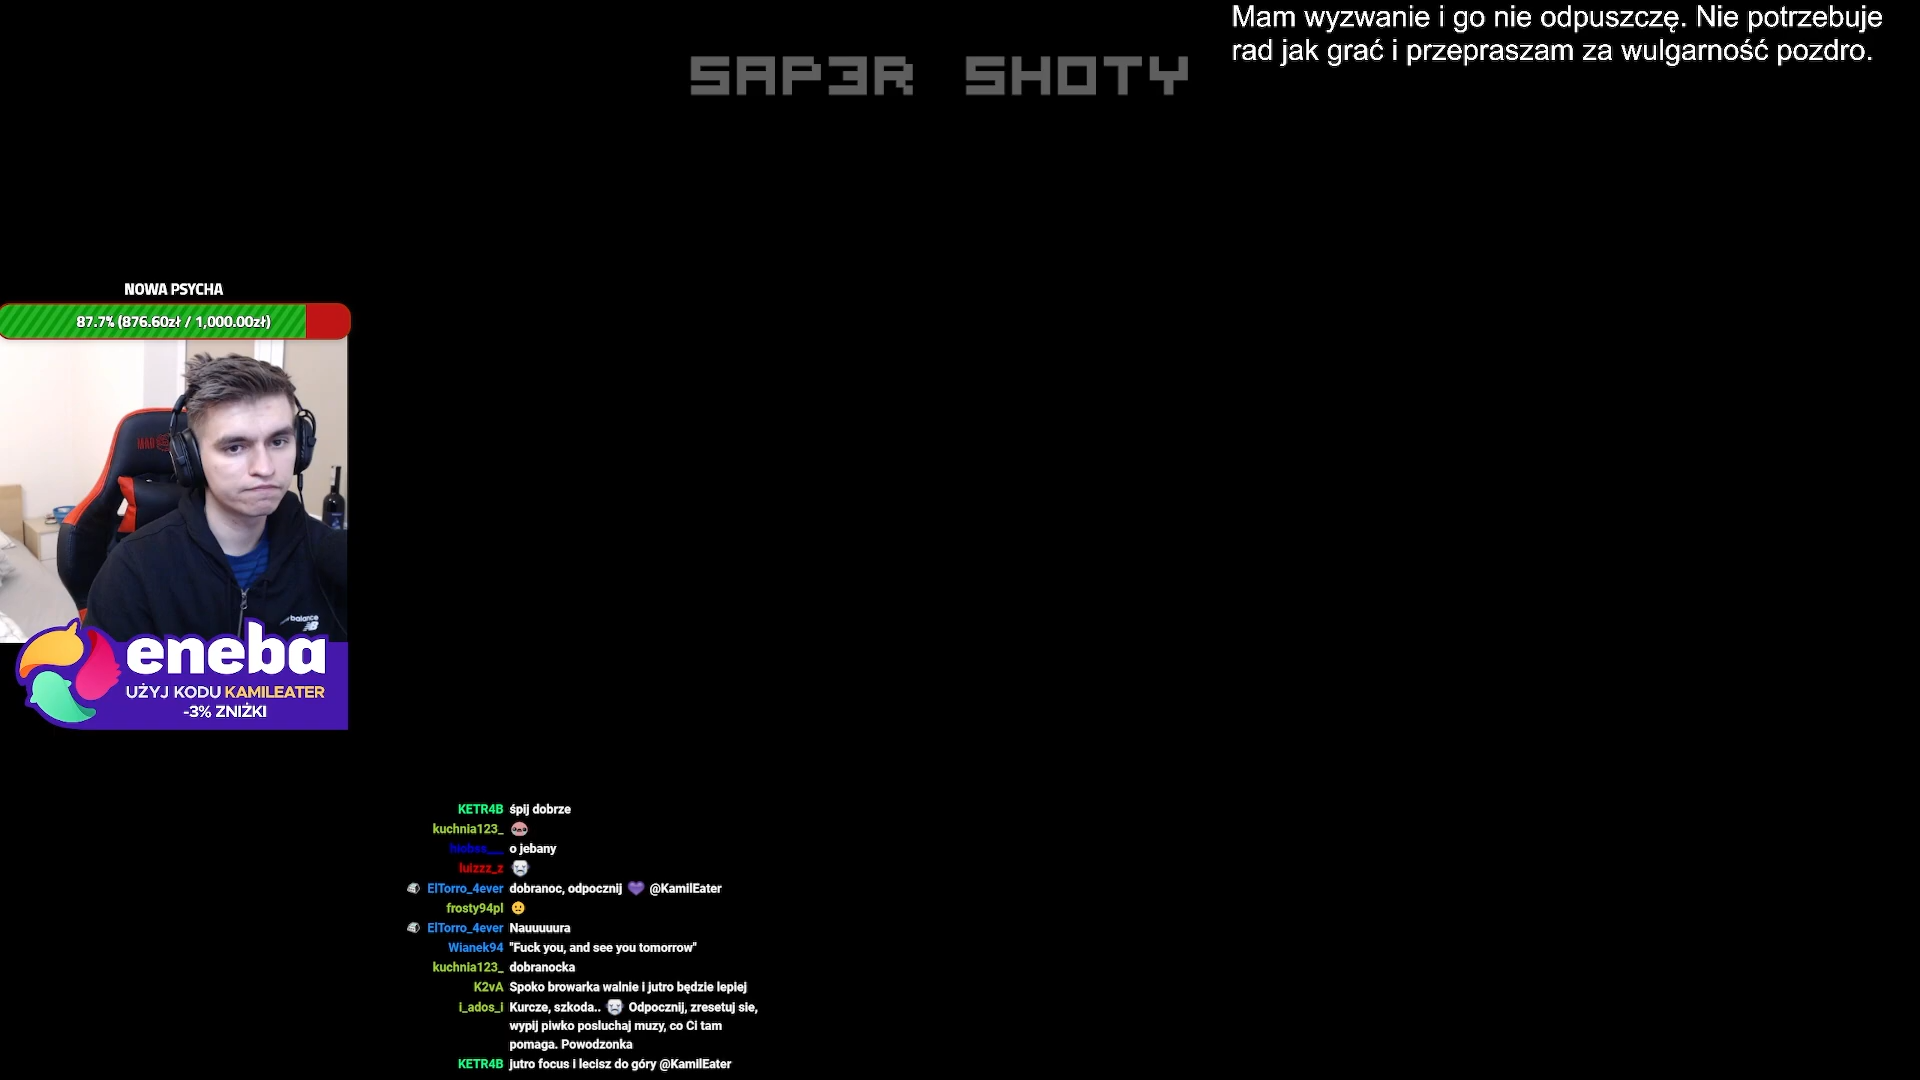 Mam wyzwanie i go nie odpuszczę. Nie potrzebuje
rad jak grać i przepraszam za wulgarność pozdro.
SAP3R SHOTY
NOWA PSYCHA
87.7% (876.60zł / 1,000.00zł)
balance
eneba
UŻYJ KODU KAMILEATER
-3% ZNIŻKI
KETR4B śpij dobrze
kuchnia123_
o jebany
luizzz_z
ElTorro_4ever dobranoc, odpocznij 💜 @KamilEater
frosty94pl 😐
ElTorro_4ever Nauuuuura
Wianek94 "Fuck you, and see you tomorrow"
kuchnia123_ dobranocka
K2vA Spoko browarka walnie i jutro będzie lepiej
i_ados_i Kurcze, szkoda.. Odpocznij, zresetuj sie,
wypij piwko posluchaj muzy, co Ci tam
pomaga. Powodzonka
KETR4B jutro focus i lecisz do góry @KamilEater